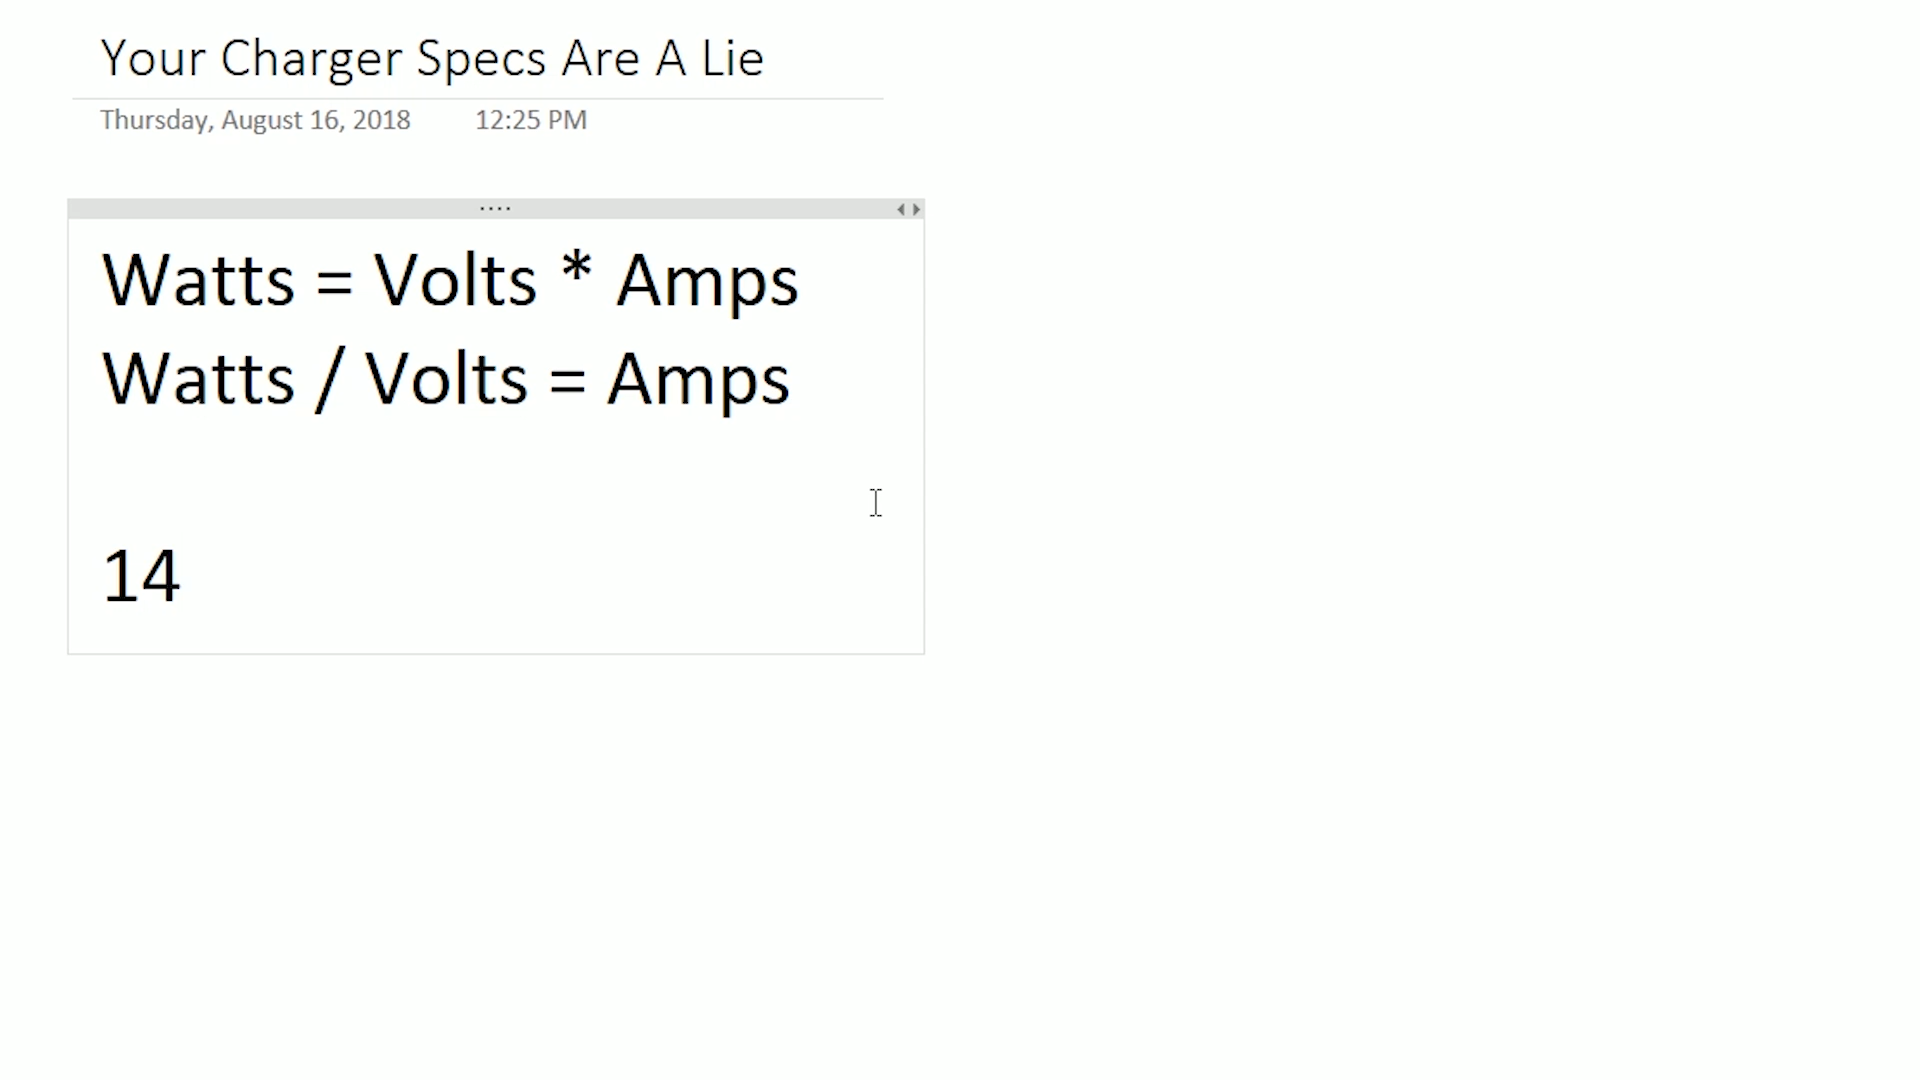 Your Charger Specs Are A Lie
Thursday, August 16, 2018 12:25 PM
Watts = Volts * Amps
Watts / Volts = Amps
14